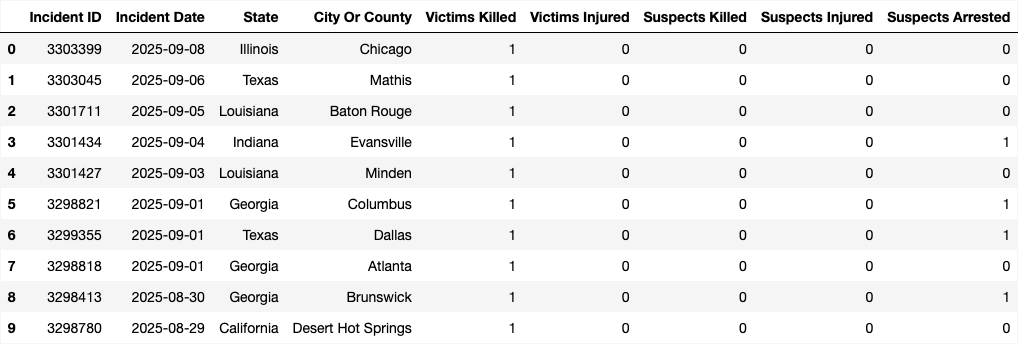 Incident ID Incident Date State City Or County Victims Killed Victims Injured Suspects Killed Suspects Injured Suspects Arrested
0 3303399 2025-09-08 Illinois Chicago 1 0 0 0 0
1 3303045 2025-09-06 Texas Mathis 1 0 0 0 0
2 3301711 2025-09-05 Louisiana Baton Rouge 1 0 0 0 0
3 3301434 2025-09-04 Indiana Evansville 1 0 0 0 1
4 3301427 2025-09-03 Louisiana Minden 1 0 0 0 0
5 3298821 2025-09-01 Georgia Columbus 1 0 0 0 1
6 3299355 2025-09-01 Texas Dallas 1 0 0 0 1
7 3298818 2025-09-01 Georgia Atlanta 1 0 0 0 0
8 3298413 2025-08-30 Georgia Brunswick 1 0 0 0 1
9 3298780 2025-08-29 California Desert Hot Springs 1 0 0 0 0